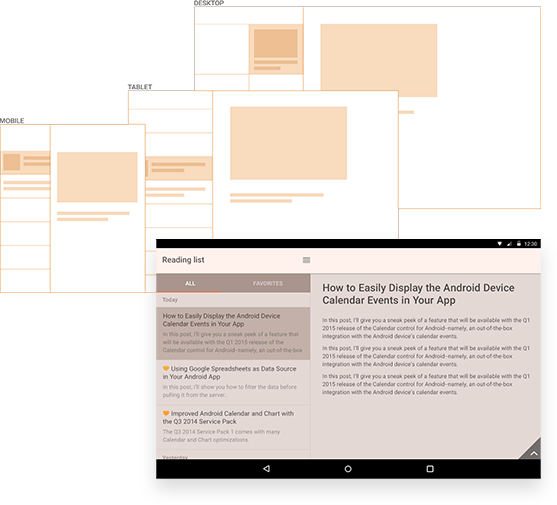 DESKTOP
TABLET
MOBILE
12:30
Reading list
ALL FAVORITES
Today
How to Easily Display the Android Device
Calendar Events in Your App
In this post, I'll give you a sneak peek of a feature that
will be available with the Q1 2015 release of the
Calendar control for Android–namely, an out-of-the-box
Using Google Spreadsheets as Data Source
in Your Android App
In this post, I'll show you how to filter the data before
pulling it from the server.
Improved Android Calendar and Chart with
the Q3 2014 Service Pack
The Q3 2014 Service Pack 1 comes with many
Calendar and Chart optimizations.
Yesterday
How to Easily Display the Android Device
Calendar Events in Your App
In this post, I'll give you a sneak peek of a feature that will be available with the Q1
2015 release of the Calendar control for Android–namely, an out-of-the-box
integration with the Android device's calendar events.
In this post, I'll give you a sneak peek of a feature that will be available with the Q1
2015 release of the Calendar control for Android–namely, an out-of-the-box
integration with the Android device's calendar events.
In this post, I'll give you a sneak peek of a feature that will be available with the Q1
2015 release of the Calendar control for Android–namely, an out-of-the-box
integration with the Android device's calendar events.